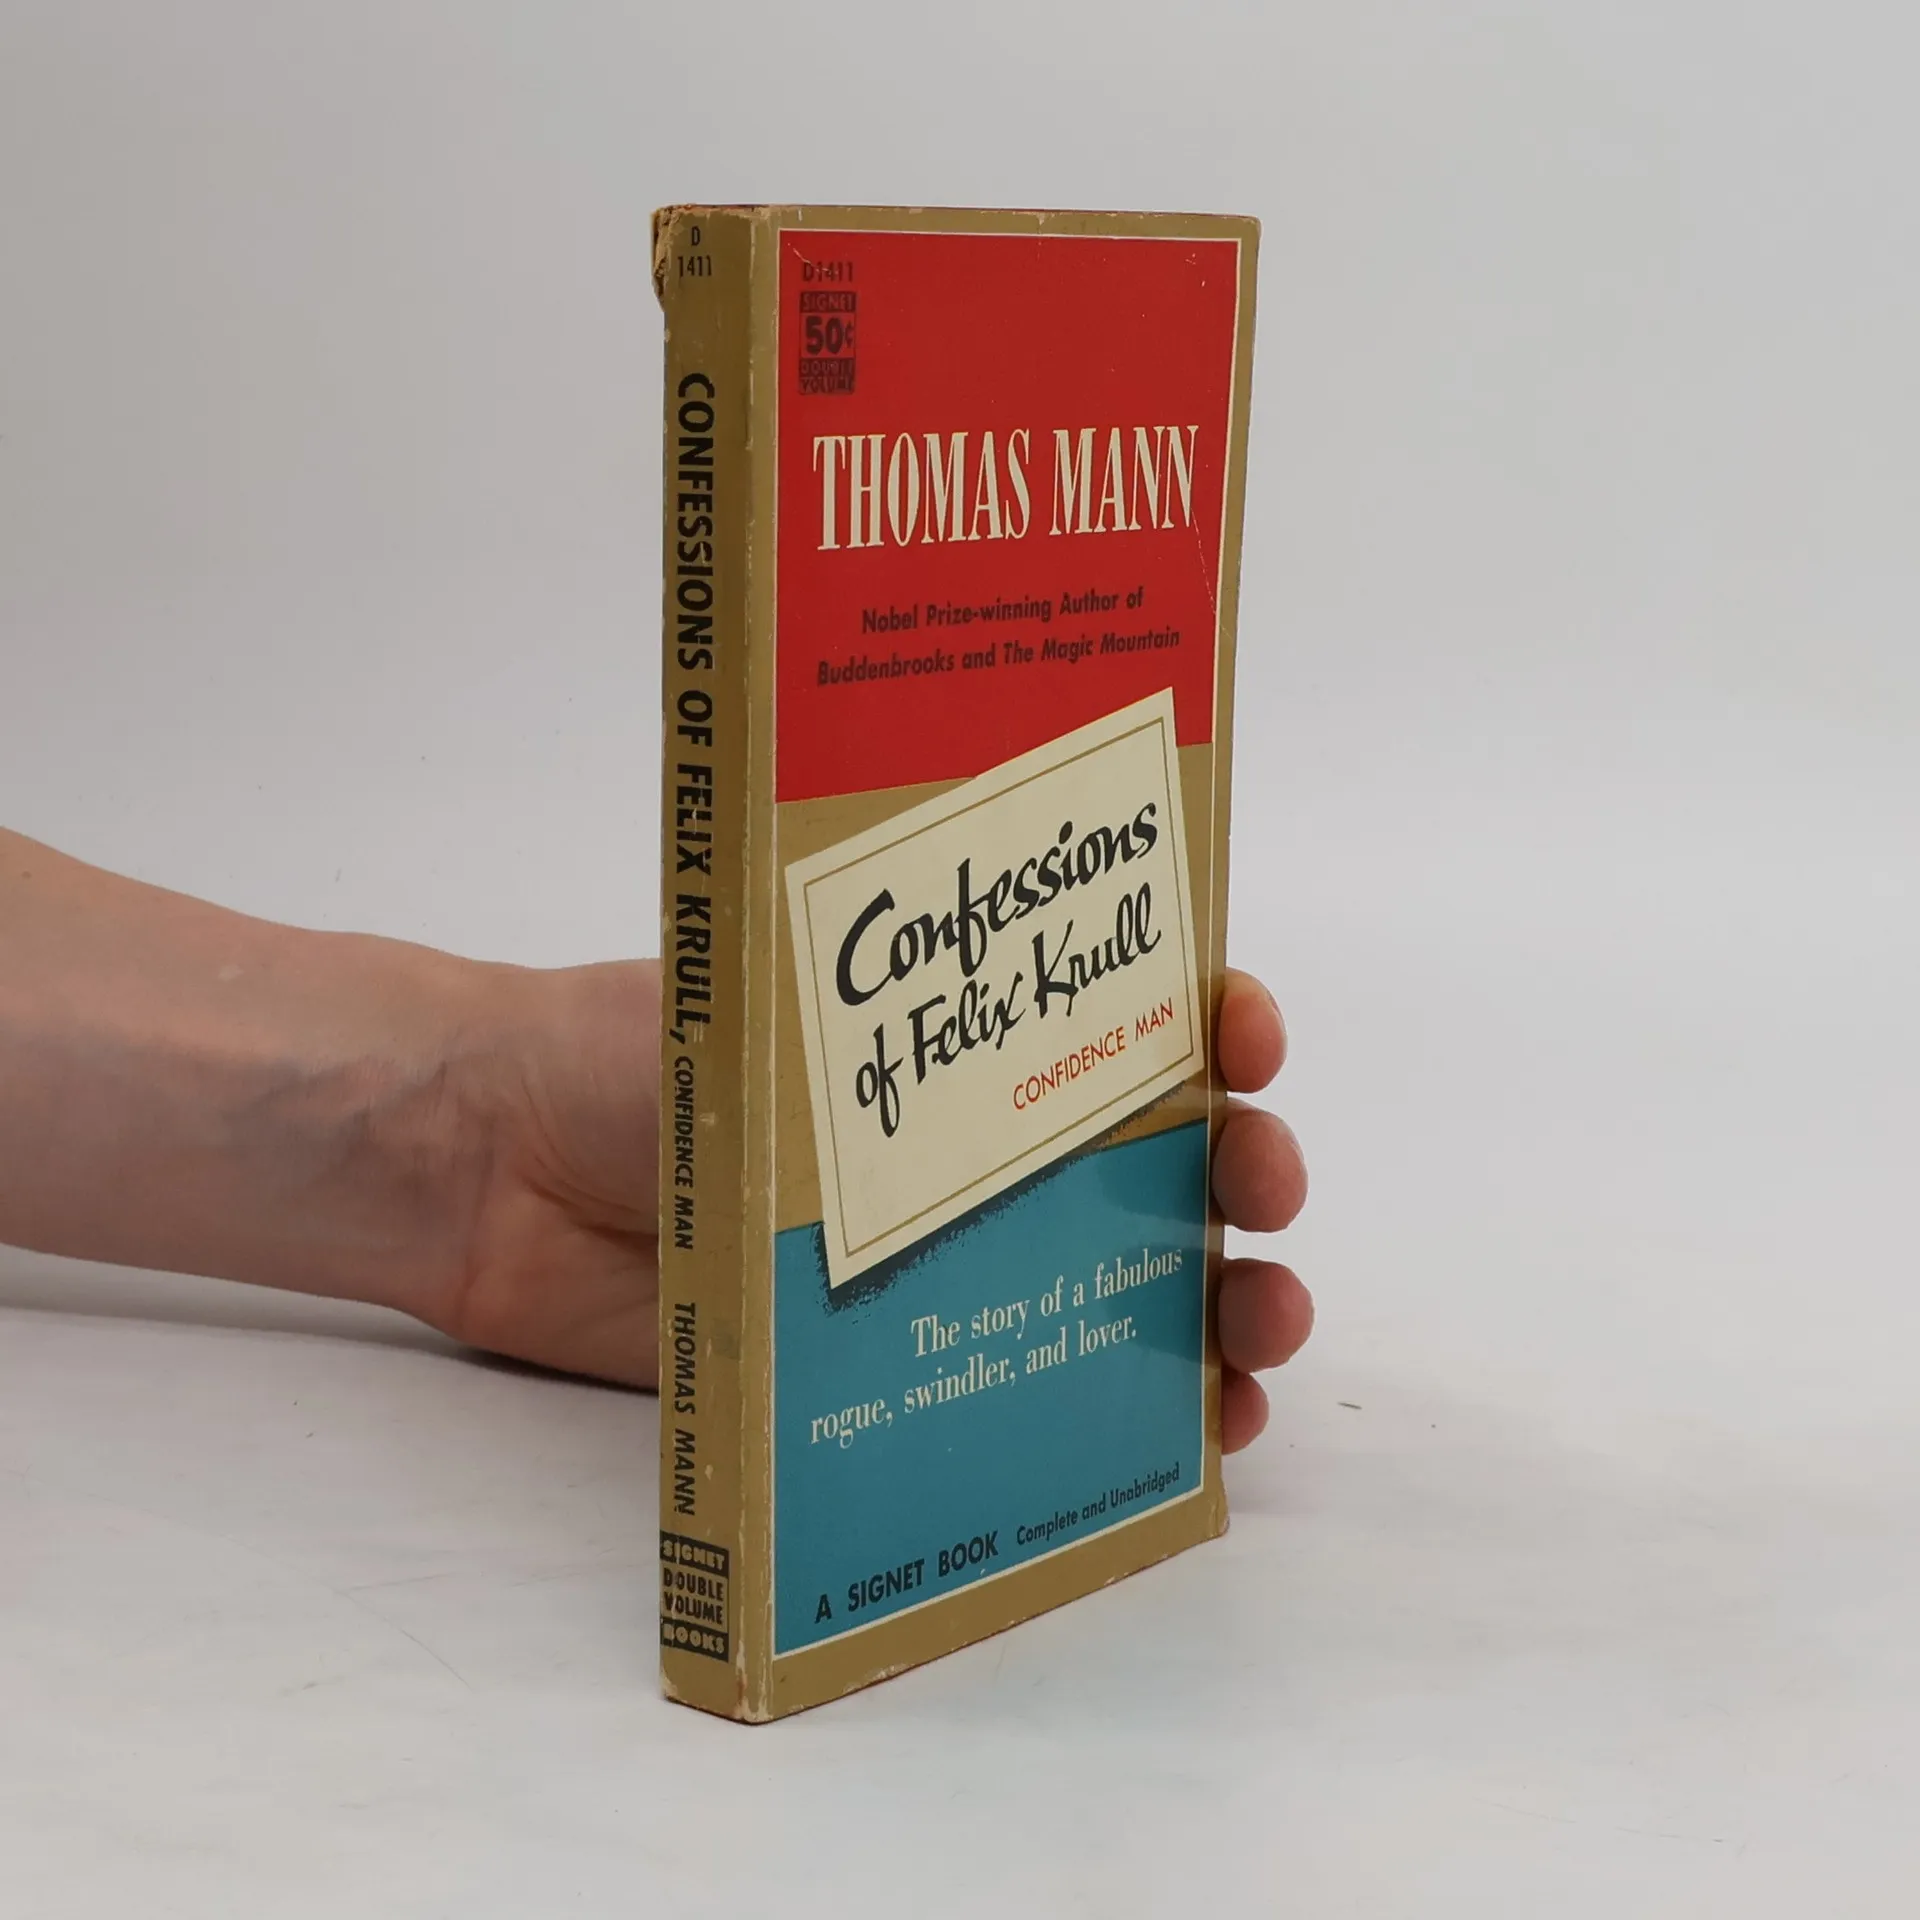 D
1411
CONFESSIONS OF FELIX KRULL, CONFIDENCE MAN THOMAS MANN
SIGNET
DOUBLE
VOLUME
BOOKS
D1411
SIGNET
50¢
DOUBLE
VOLUME
THOMAS MANN
Nobel Prize-winning Author of
Buddenbrooks and The Magic Mountain
Confessions
of Felix Krull
CONFIDENCE MAN
The story of a fabulous
rogue, swindler, and lover.
A SIGNET BOOK Complete and Unabridged